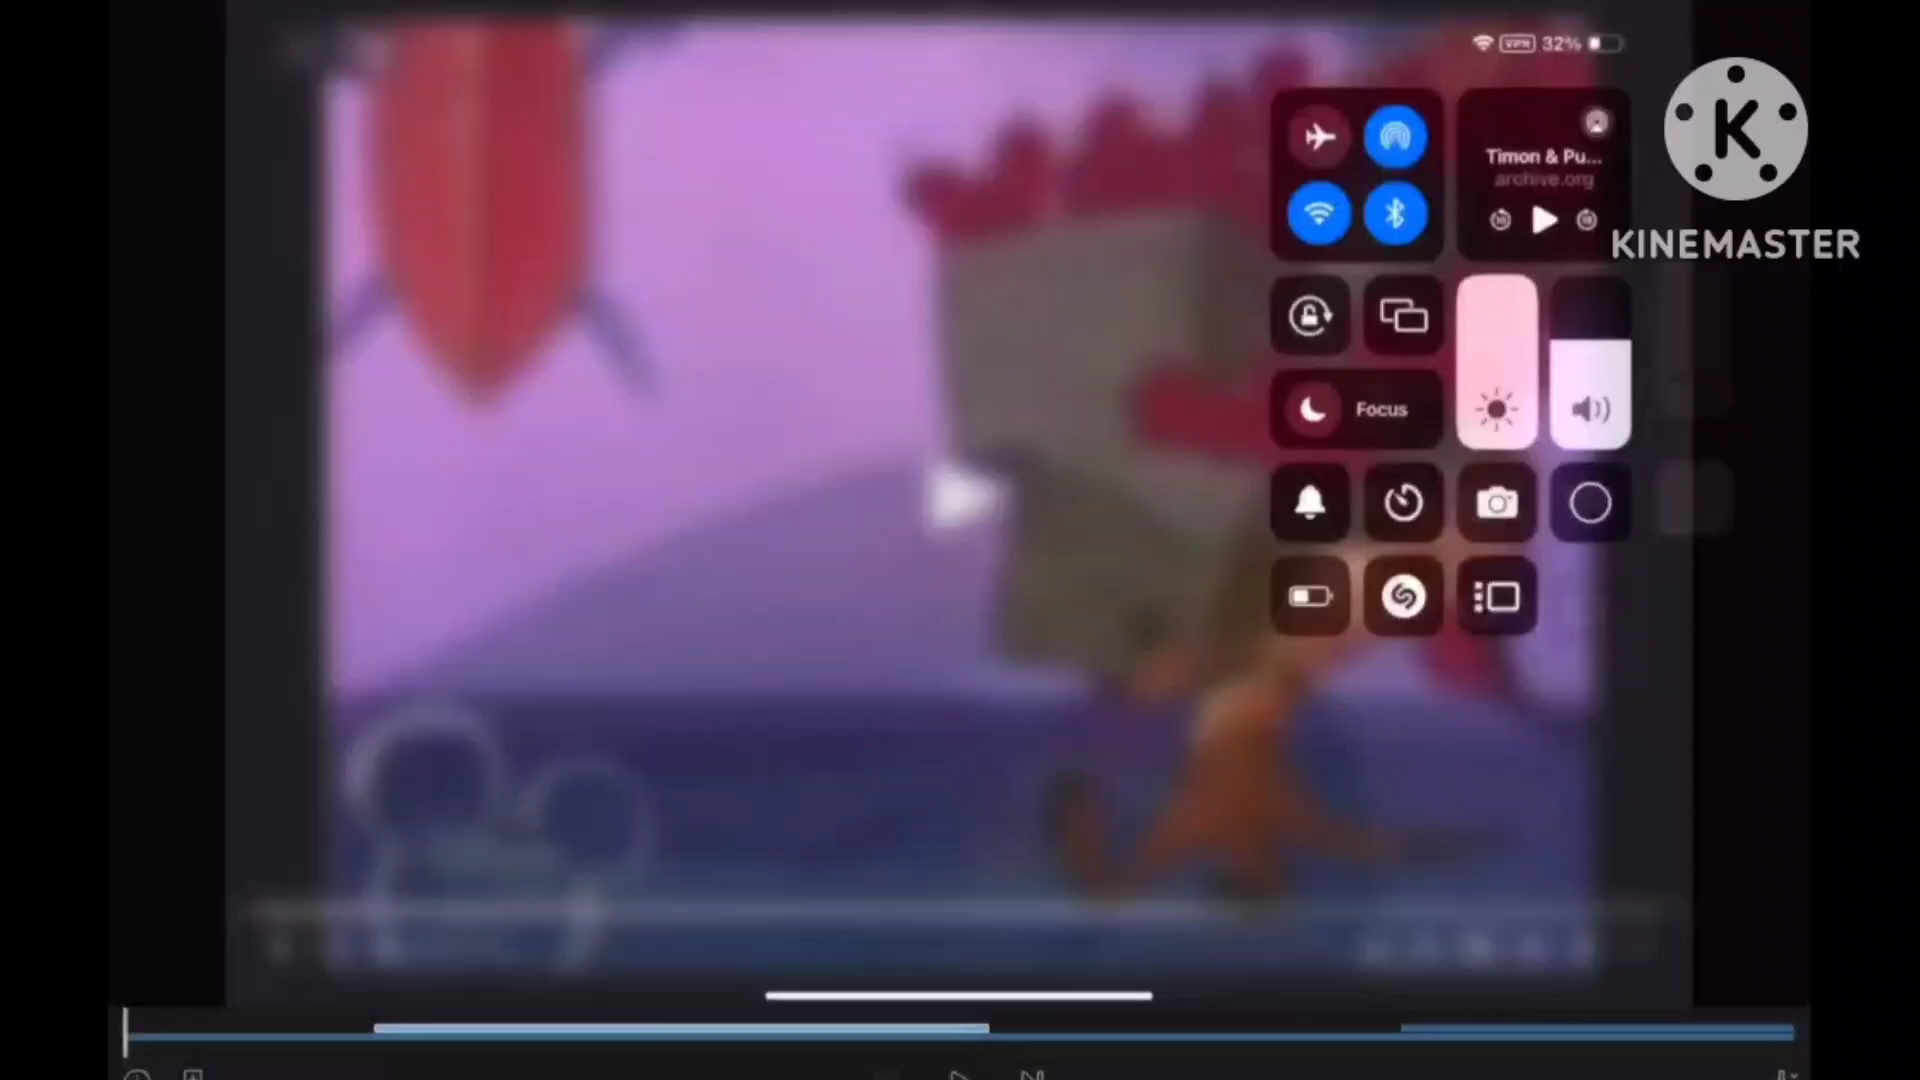 VPN 32%
Timon & Pu...
archive.org
KINEMASTER
Focus